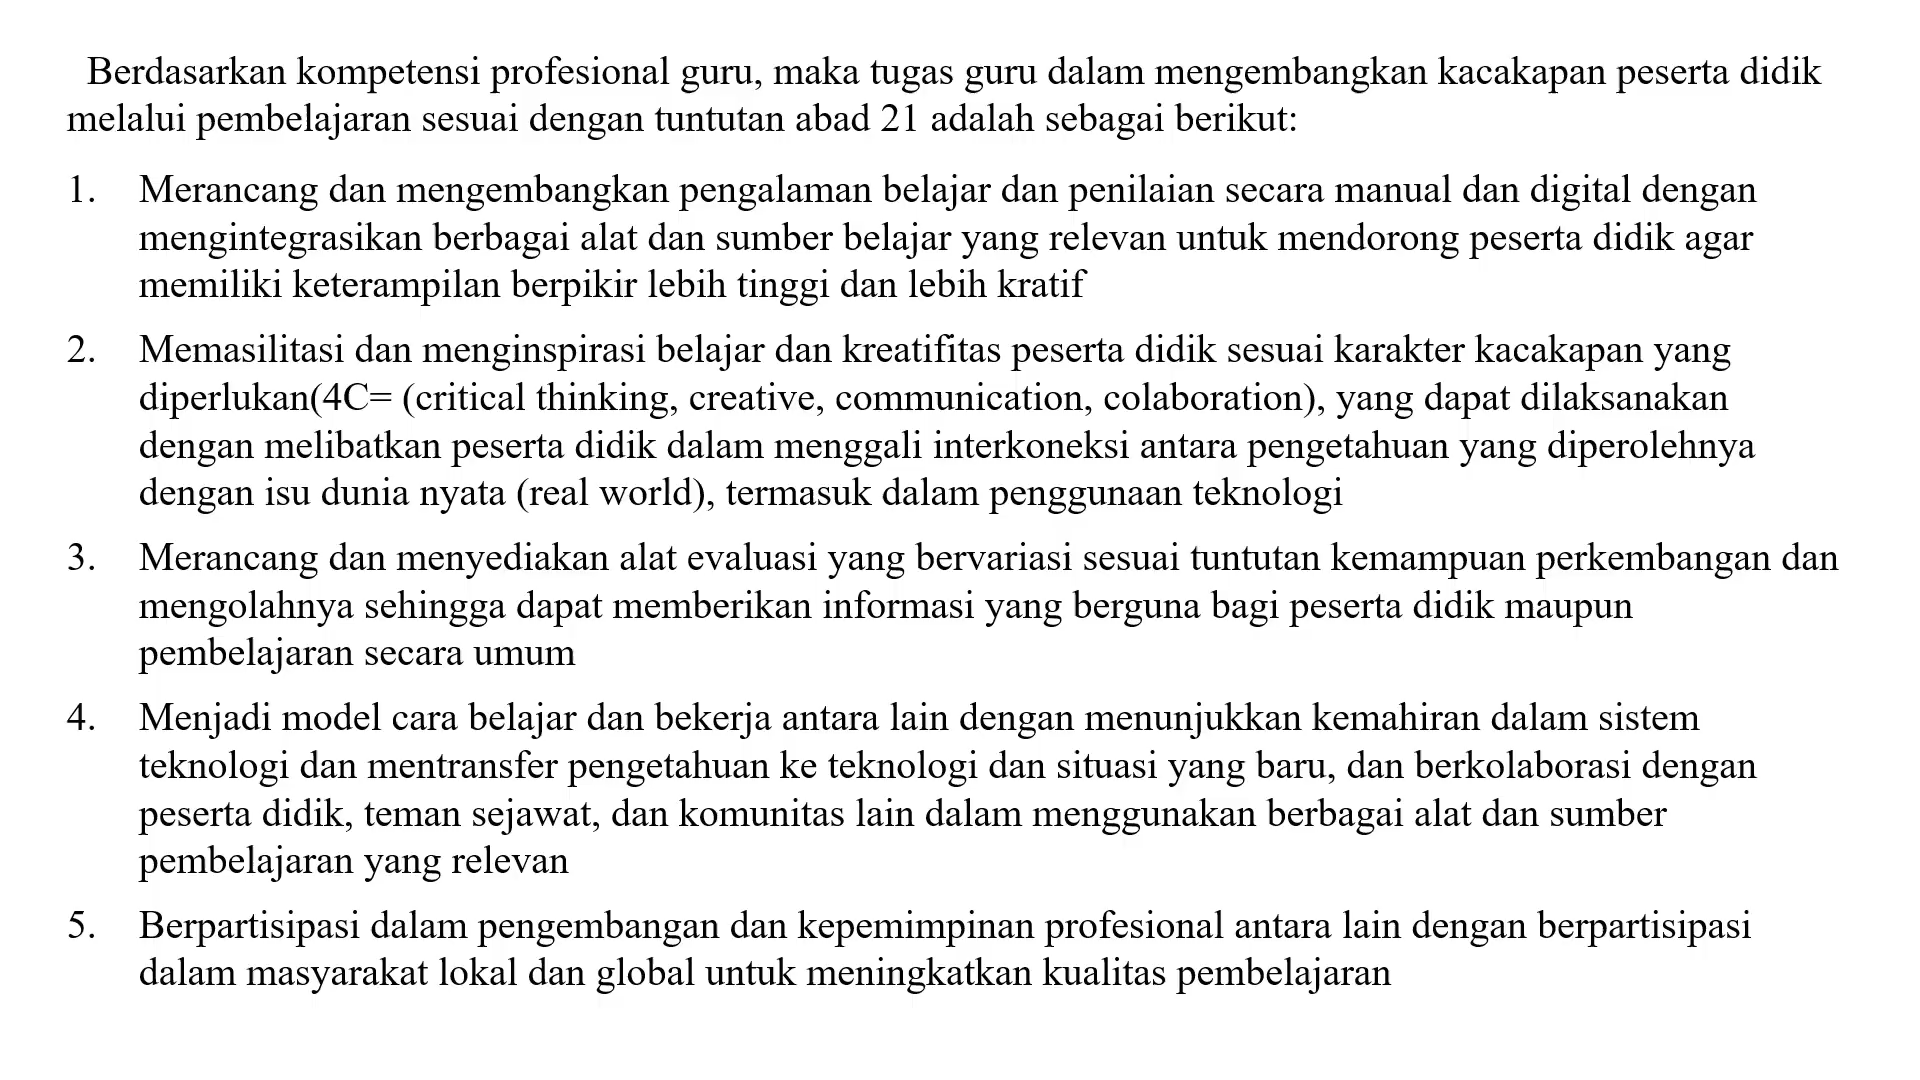 Berdasarkan kompetensi profesional guru, maka tugas guru dalam mengembangkan kacakapan peserta didik
melalui pembelajaran sesuai dengan tuntutan abad 21 adalah sebagai berikut:
1. Merancang dan mengembangkan pengalaman belajar dan penilaian secara manual dan digital dengan
mengintegrasikan berbagai alat dan sumber belajar yang relevan untuk mendorong peserta didik agar
memiliki keterampilan berpikir lebih tinggi dan lebih kratif
2. Memasilitasi dan menginspirasi belajar dan kreatifitas peserta didik sesuai karakter kacakapan yang
diperlukan(4C= (critical thinking, creative, communication, colaboration), yang dapat dilaksanakan
dengan melibatkan peserta didik dalam menggali interkoneksi antara pengetahuan yang diperolehnya
dengan isu dunia nyata (real world), termasuk dalam penggunaan teknologi
3. Merancang dan menyediakan alat evaluasi yang bervariasi sesuai tuntutan kemampuan perkembangan dan
mengolahnya sehingga dapat memberikan informasi yang berguna bagi peserta didik maupun
pembelajaran secara umum
4. Menjadi model cara belajar dan bekerja antara lain dengan menunjukkan kemahiran dalam sistem
teknologi dan mentransfer pengetahuan ke teknologi dan situasi yang baru, dan berkolaborasi dengan
peserta didik, teman sejawat, dan komunitas lain dalam menggunakan berbagai alat dan sumber
pembelajaran yang relevan
5. Berpartisipasi dalam pengembangan dan kepemimpinan profesional antara lain dengan berpartisipasi
dalam masyarakat lokal dan global untuk meningkatkan kualitas pembelajaran